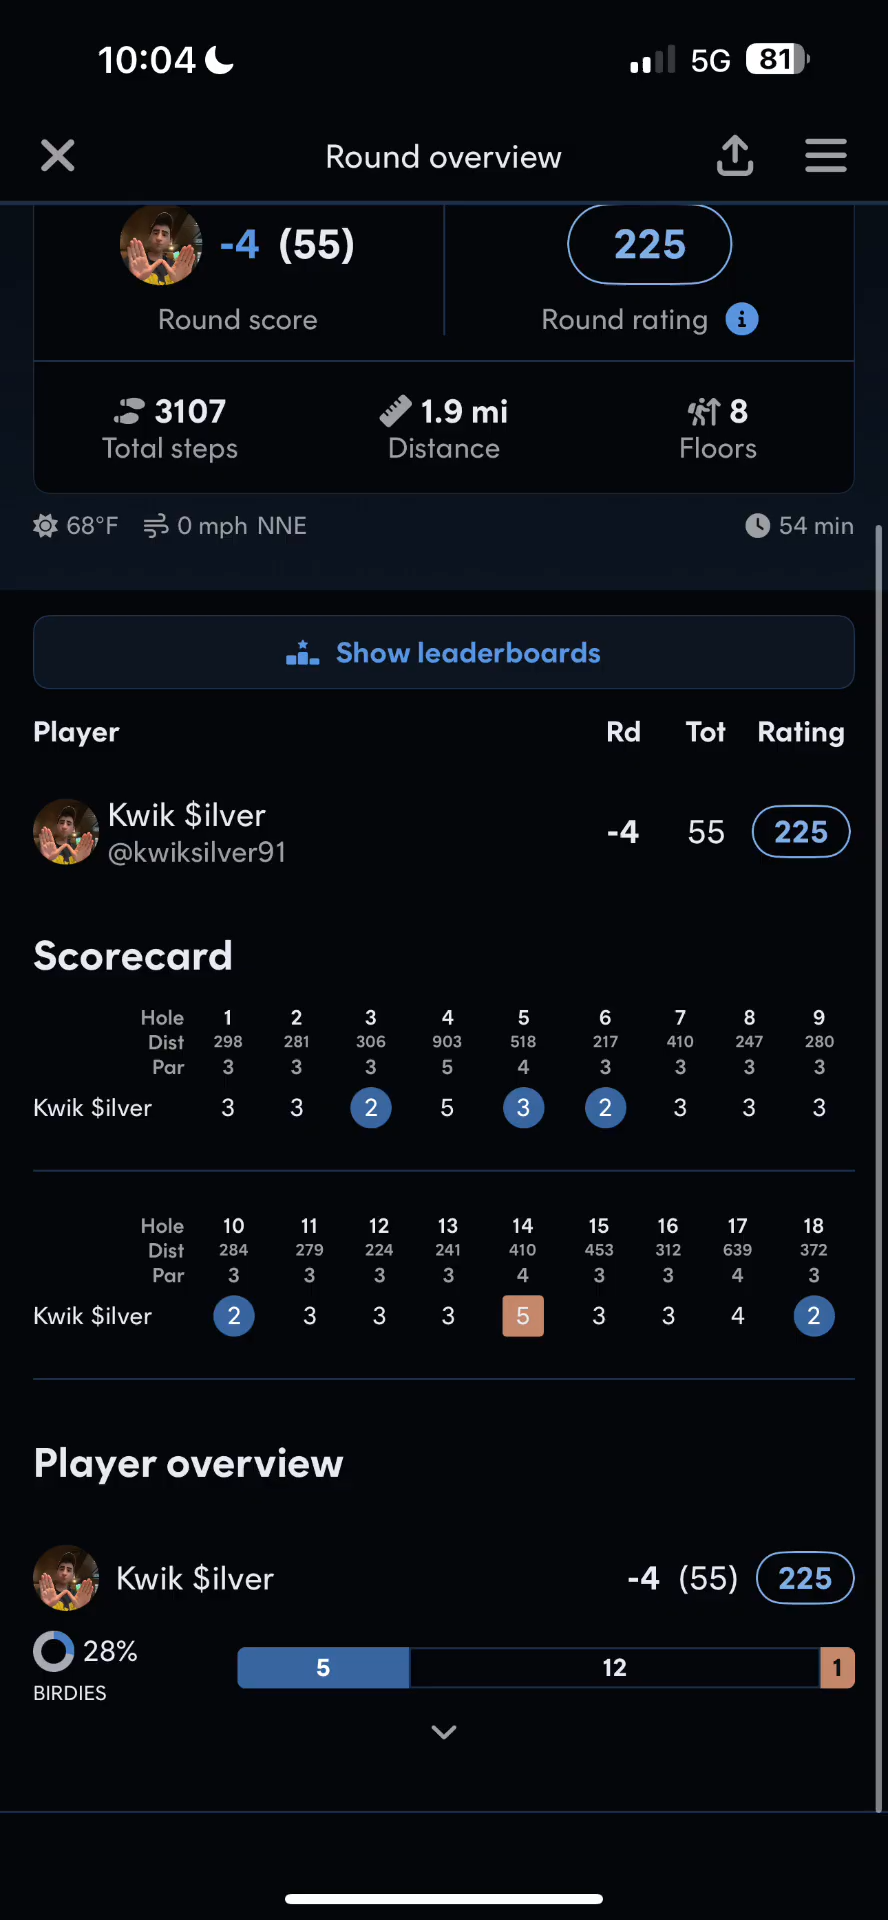 10:04
5G 81
Round overview
-4 (55)
225
Round score
Round rating
3107
1.9 mi
8
Total steps
Distance
Floors
68°F 0 mph NNE 54 min
Show leaderboards
Player Rd Tot Rating
Kwik $ilver
@kwiksilver91
-4 55 225
Scorecard
Hole 1 2 3 4 5 6 7 8 9
Dist 298 281 306 903 518 217 410 247 280
Par 3 3 3 5 4 3 3 3 3
Kwik $ilver 3 3 2 5 3 2 3 3 3
Hole 10 11 12 13 14 15 16 17 18
Dist 284 279 224 241 410 453 312 639 372
Par 3 3 3 3 4 3 3 4 3
Kwik $ilver 2 3 3 3 5 3 3 4 2
Player overview
Kwik $ilver -4 (55) 225
28%
BIRDIES
5 12 1